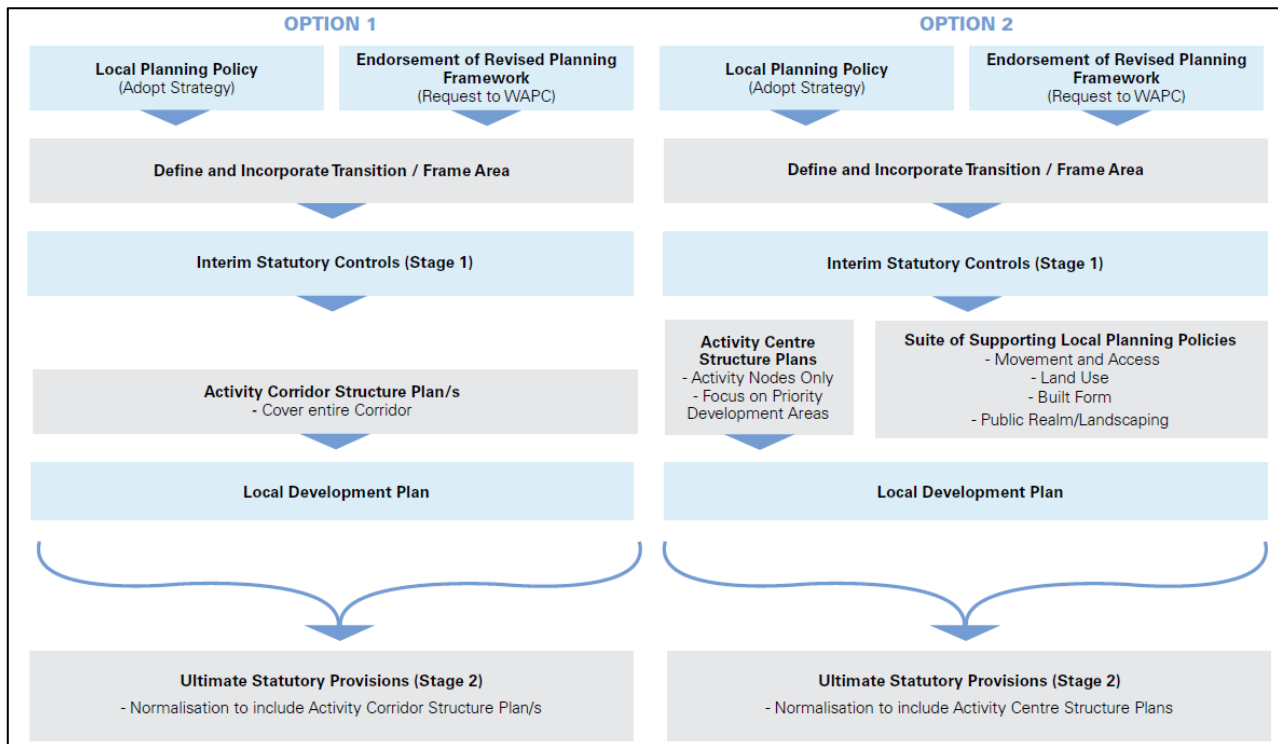 OPTION 1
Local Planning Policy
(Adopt Strategy)
Endorsement of Revised Planning
Framework
(Request to WAPC)
Define and Incorporate Transition / Frame Area
Interim Statutory Controls (Stage 1)
Activity Corridor Structure Plan/s
- Cover entire Corridor
Local Development Plan
Ultimate Statutory Provisions (Stage 2)
- Normalisation to include Activity Corridor Structure Plan/s
OPTION 2
Local Planning Policy
(Adopt Strategy)
Endorsement of Revised Planning
Framework
(Request to WAPC)
Define and Incorporate Transition / Frame Area
Interim Statutory Controls (Stage 1)
Activity Centre
Structure Plans
- Activity Nodes Only
- Focus on Priority
Development Areas
Suite of Supporting Local Planning Policies
- Movement and Access
- Land Use
- Built Form
- Public Realm/Landscaping
Local Development Plan
Ultimate Statutory Provisions (Stage 2)
- Normalisation to include Activity Centre Structure Plans